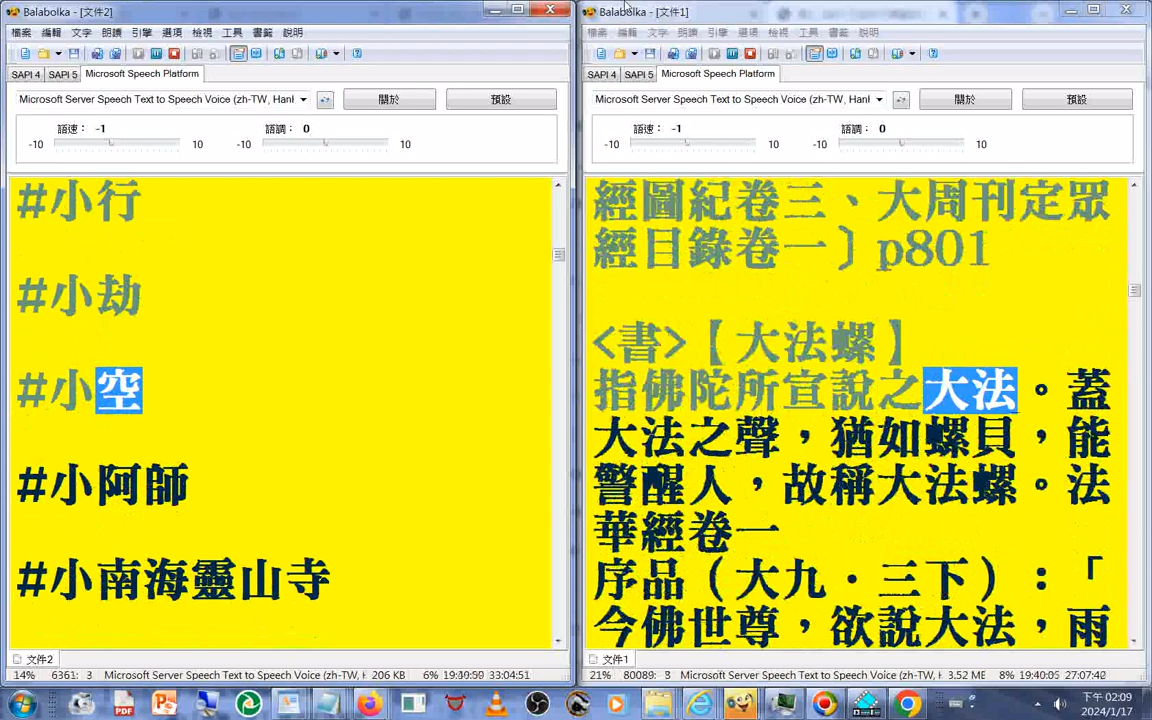 Balabolka - [文件2]
檔案 編輯 文字 朗讀 引擎 選項 檢視 工具 書籤 說明
SAPI 4 SAPI 5 Microsoft Speech Platform
Microsoft Server Speech Text to Speech Voice (zh-TW, Hanl
關於
預設
語速： -1
語調： 0
-10 10 -10 10
#小行
#小劫
#小空
#小阿師
#小南海靈山寺
文件2
14% 6361: 3 Microsoft Server Speech Text to Speech Voice (zh-TW, H 206 KB 6% 33:04:51
Balabolka - [文件1]
檔案 編輯 文字 朗讀 引擎 選項 檢視 工具 書籤 說明
SAPI 4 SAPI 5 Microsoft Speech Platform
Microsoft Server Speech Text to Speech Voice (zh-TW, Hanl
關於
預設
語速： -1
語調： 0
-10 10 -10 10
經圖紀卷三、大周刊定眾
經目錄卷一〕p801
<書>【大法螺】
指佛陀所宣說之大法。蓋
大法之聲，猶如螺貝，能
警醒人，故稱大法螺。法
華經卷一
序品（大九．三下）：「
今佛世尊，欲說大法，雨
文件1
21% 80089: 3 Microsoft Server Speech Text to Speech Voice (zh-TW, H 3.52 MB 8% 19:40:05 27:07:42
下午 02:09
2024/1/17